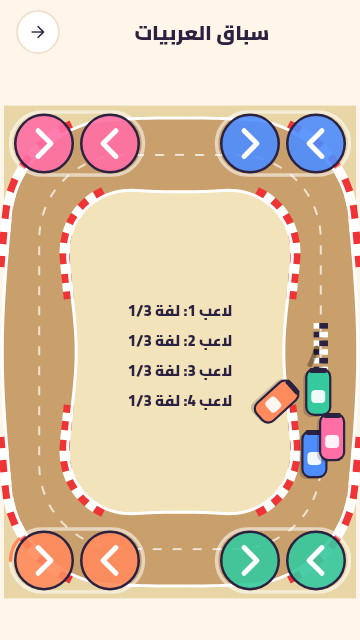 سباق العربيات
لاعب 1: لفة 1/3
لاعب 2: لفة 1/3
لاعب 3: لفة 1/3
لاعب 4: لفة 1/3